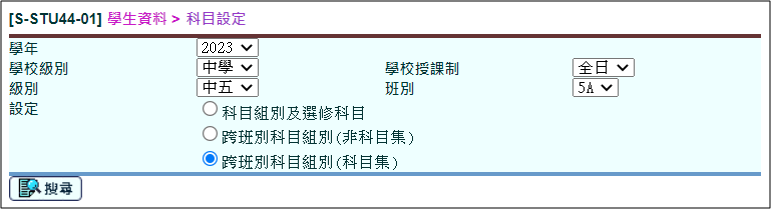 [S-STU44-01] 學生資料 > 科目設定
學年 2023
學校級別 中學 學校授課制 全日
級別 中五 班別 5A
設定 科目組別及選修科目
跨班別科目組別(非科目集)
跨班別科目組別(科目集)
搜尋